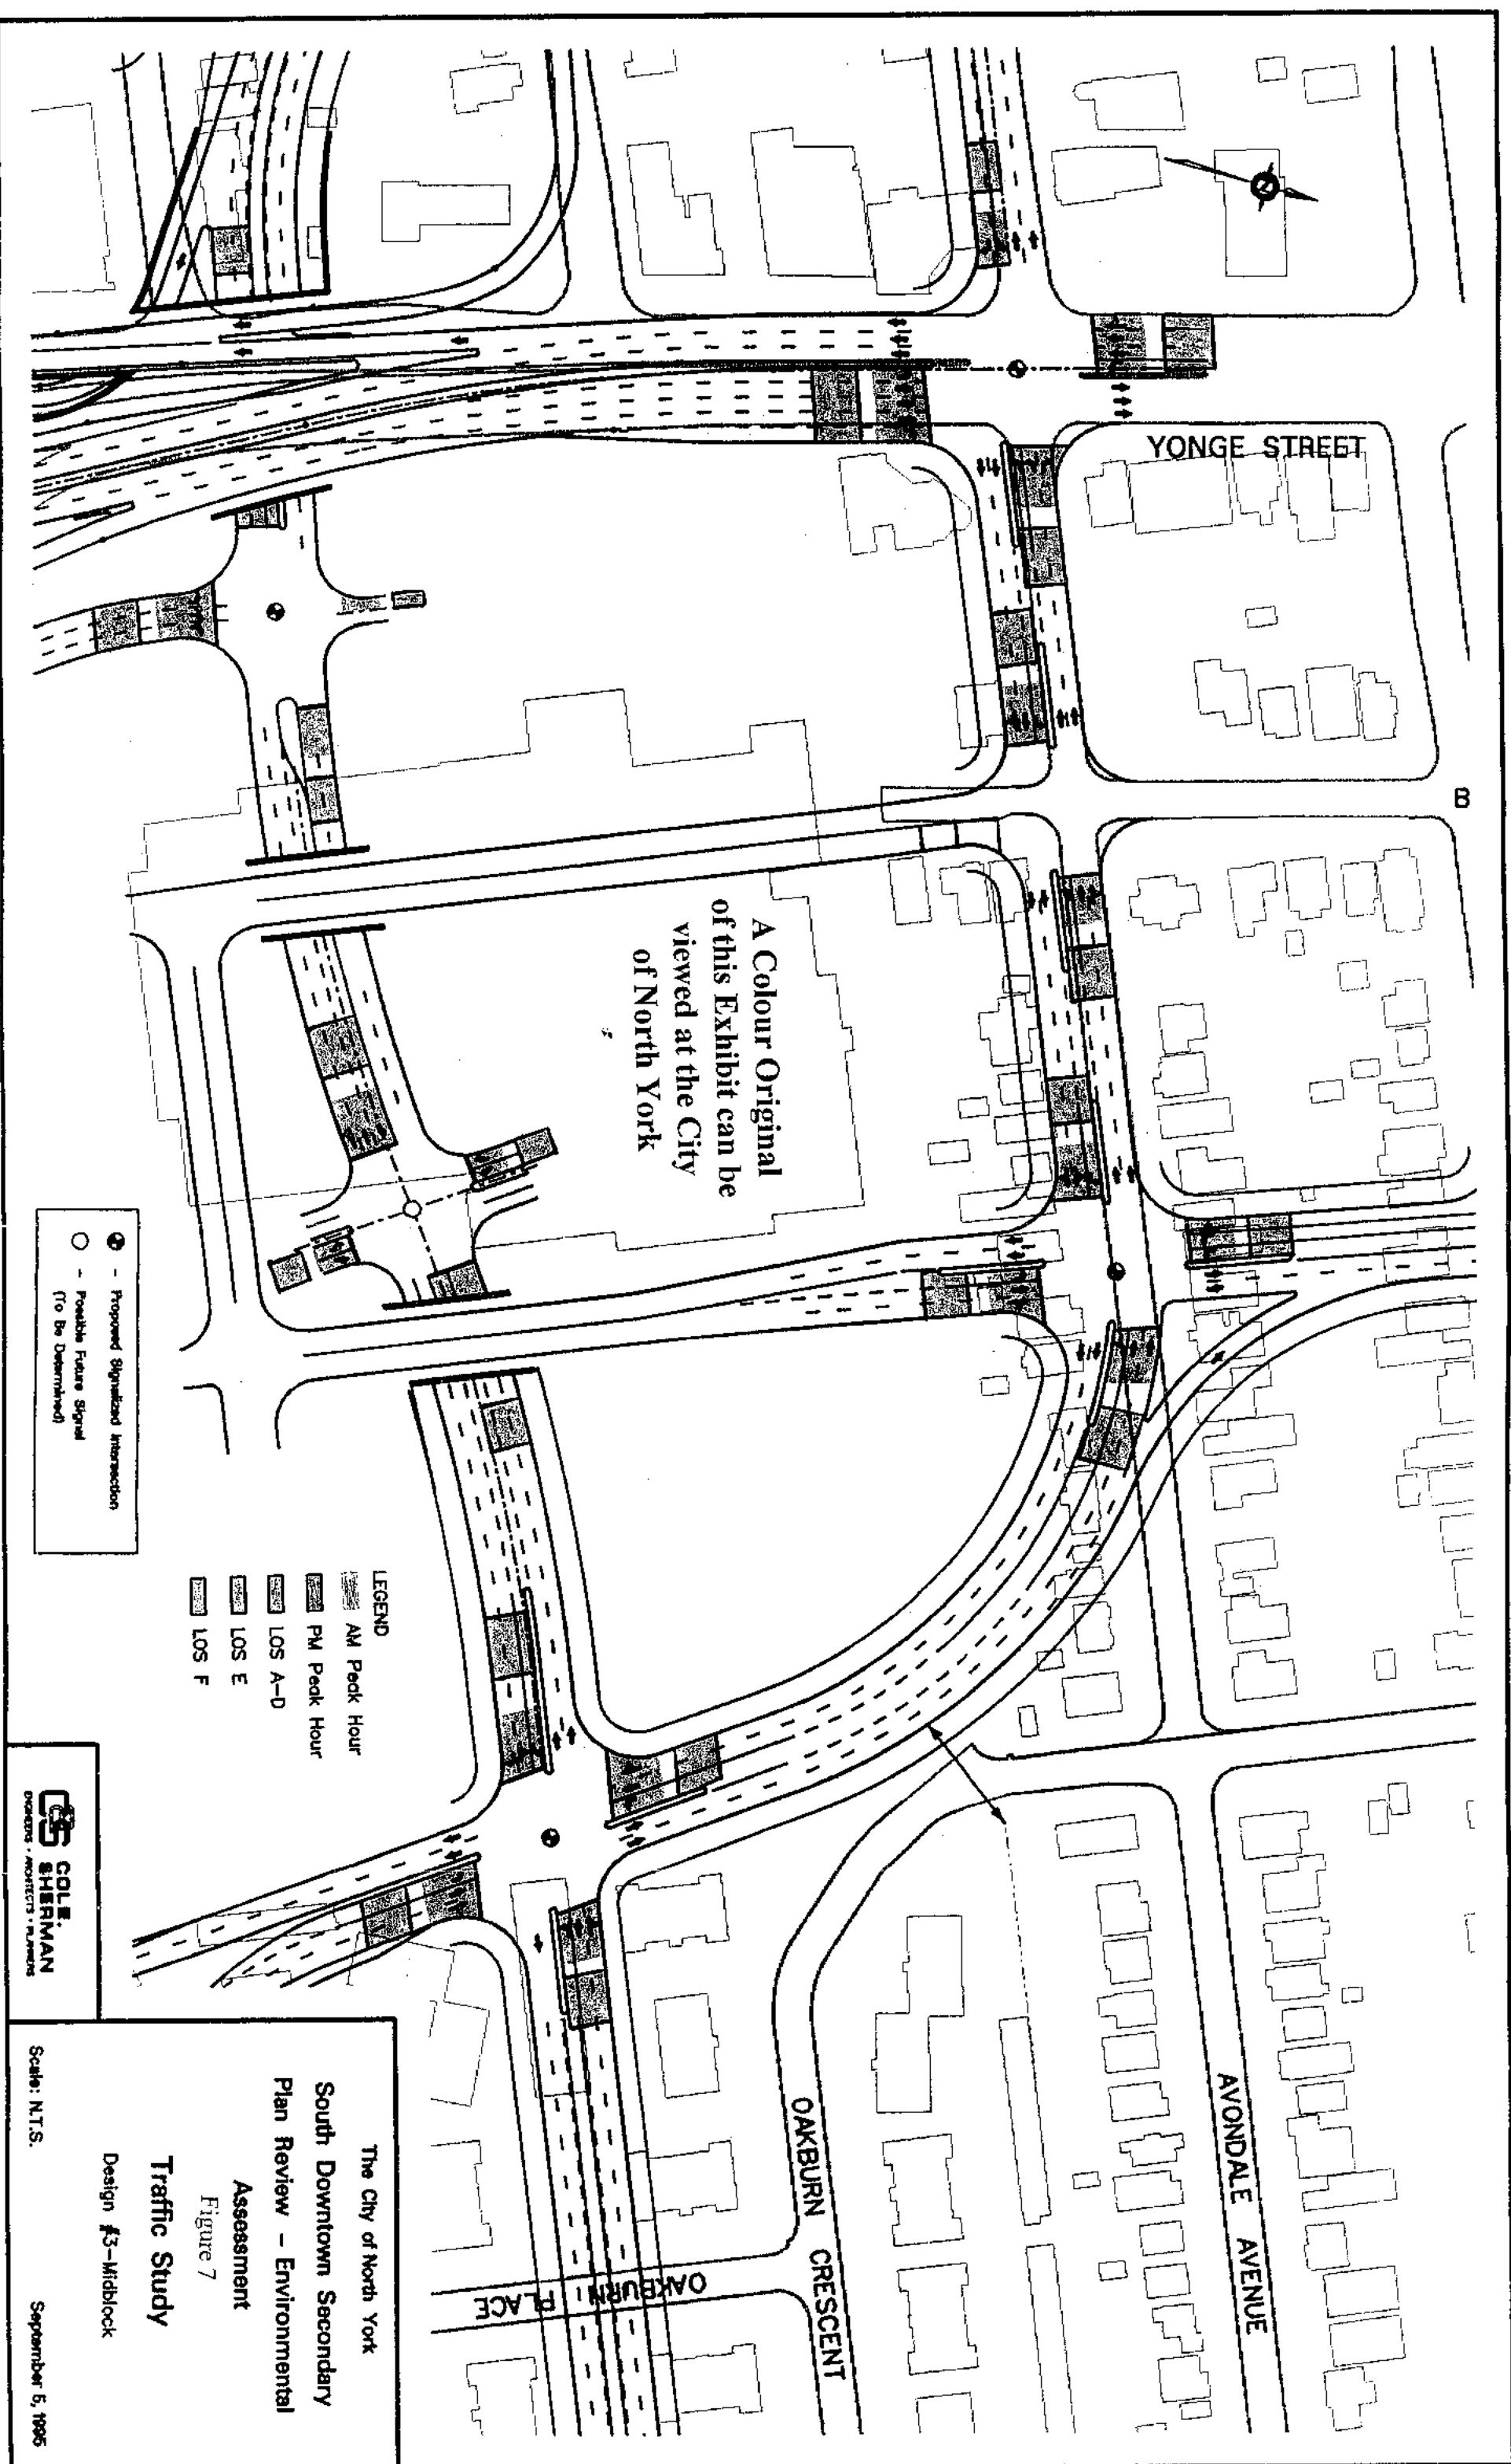 YONGE STREET
B
A Colour Original
of this Exhibit can be
viewed at the City
of North York
AVONDALE AVENUE
OAKBURN CRESCENT
OAKBURN PLACE
- Proposed Signalized Intersection
- Possible Future Signal
(To Be Determined)
LEGEND
AM Peak Hour
PM Peak Hour
LOS A-D
LOS E
LOS F
COLE,
SHERMAN
ENGINEERS • ARCHITECTS • PLANNERS
The City of North York
South Downtown Secondary
Plan Review - Environmental
Assessment
Figure 7
Traffic Study
Design #3-Midblock
Scale: N.T.S.